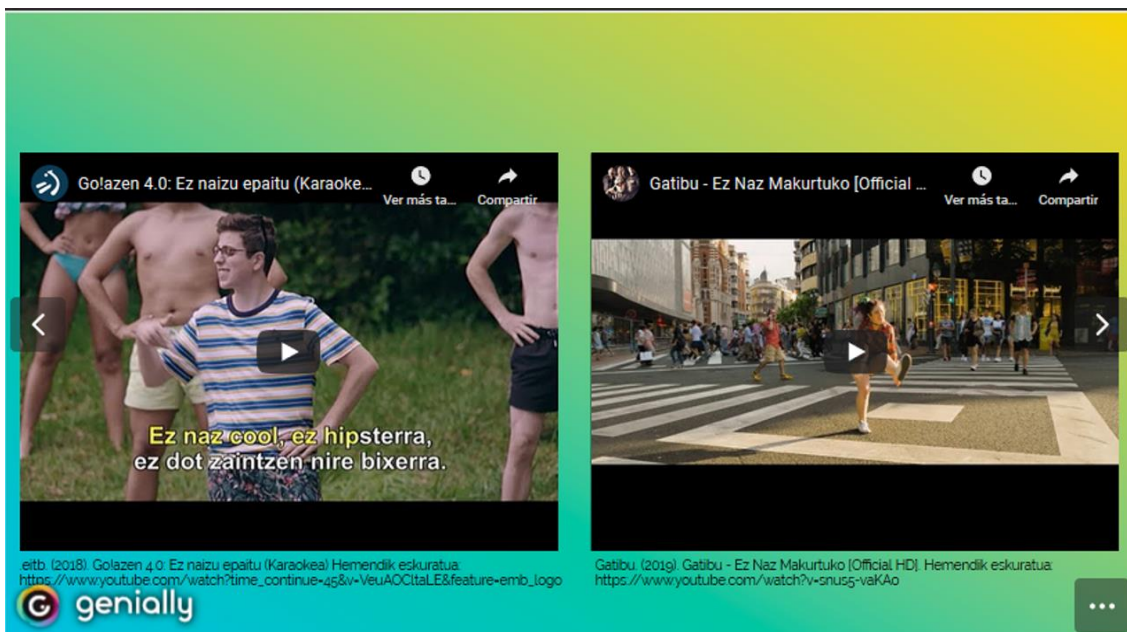 Go!azen 4.0: Ez naizu epaitu (Karaoke...
Ver más ta...
Compartir
Ez naz cool, ez hipsterra,
ez dot zaintzen nire bixerra.
.eitb. (2018). Go!azen 4.0: Ez naizu epaitu (Karaokea) Hemendik eskuratua:
https://www.youtube.com/watch?time_continue=45&v=VeuAOCltaLE&feature=emb_logo
Gatibu - Ez Naz Makurtuko [Official ...
Ver más ta...
Compartir
Gatibu. (2019). Gatibu - Ez Naz Makurtuko [Official HD]. Hemendik eskuratua:
https://www.youtube.com/watch?v=snus5-vaKAo
genially